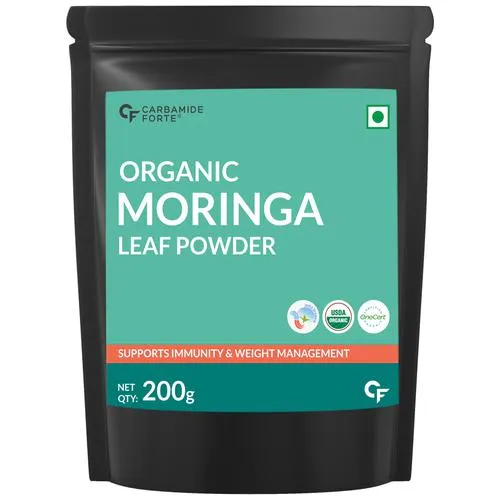 CARBAMIDE
FORTE®
ORGANIC
MORINGA
LEAF POWDER
USDA
ORGANIC
OneCert
SUPPORTS IMMUNITY & WEIGHT MANAGEMENT
NET
QTY: 200g
CF